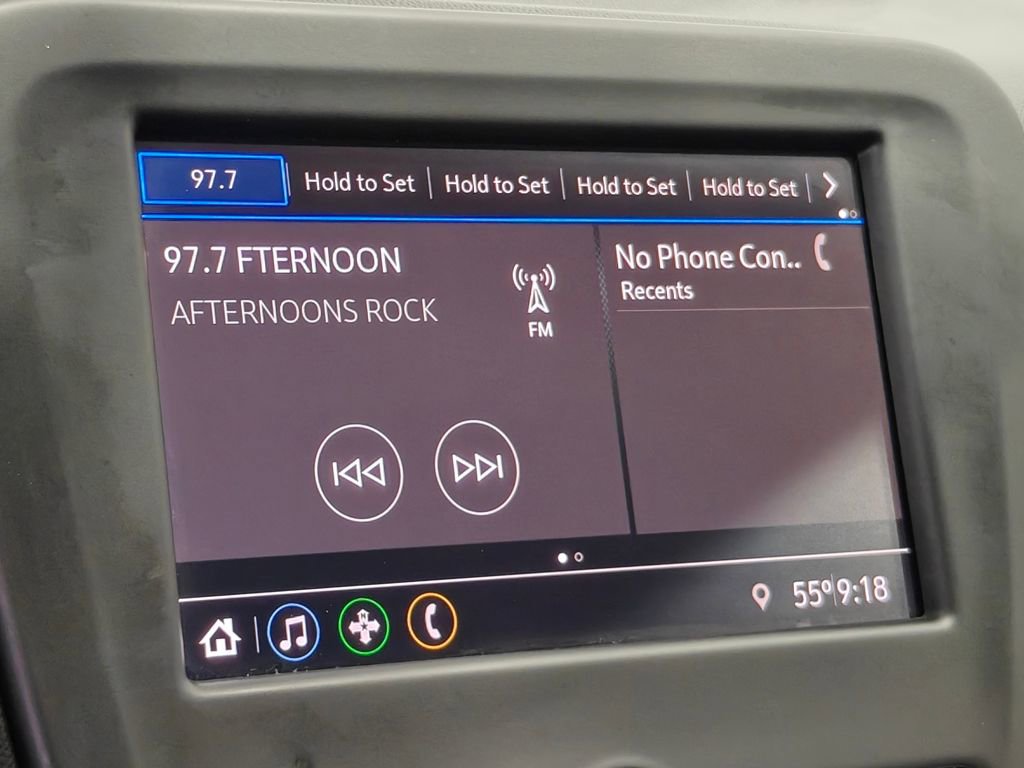 97.7 Hold to Set Hold to Set Hold to Set Hold to Set
97.7 FTERNOON
AFTERNOONS ROCK
FM
No Phone Con..
Recents
N
55° 9:18